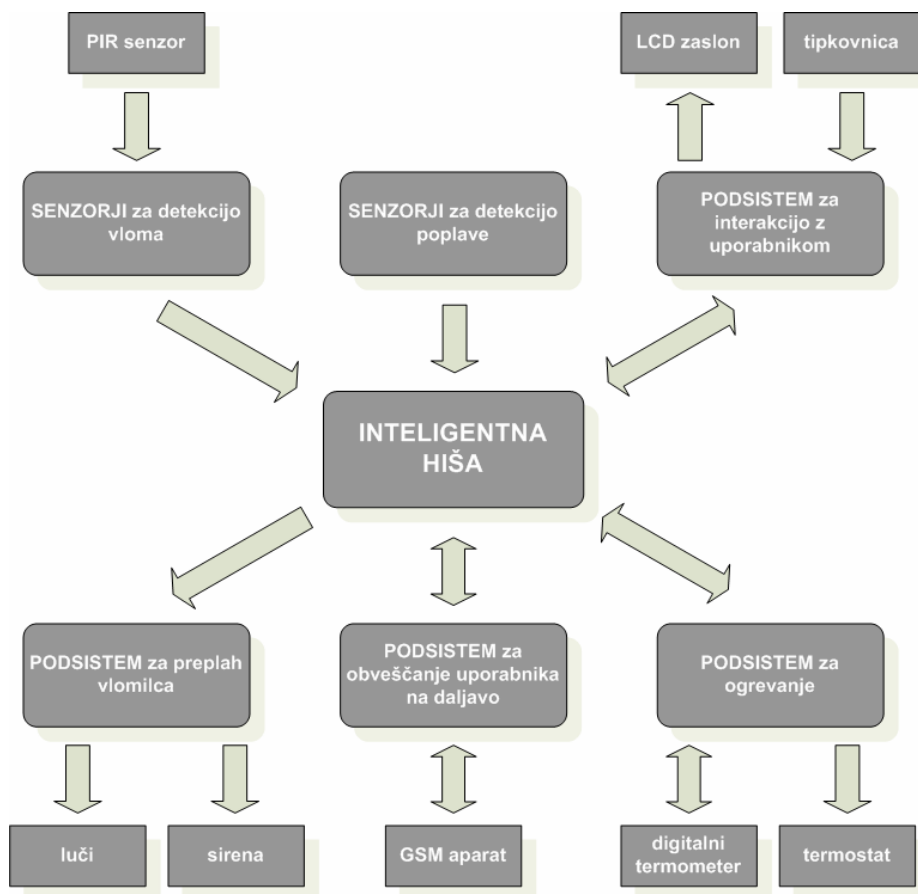 PIR senzor
LCD zaslon
tipkovnica
SENZORJI za detekcijo
vloma
SENZORJI za detekcijo
poplave
PODSISTEM za
interakcijo z
uporabnikom
INTELIGENTNA
HIŠA
PODSISTEM za preplah
vlomilca
PODSISTEM za
obveščanje uporabnika
na daljavo
PODSISTEM za
ogrevanje
luči
sirena
GSM aparat
digitalni
termometer
termostat